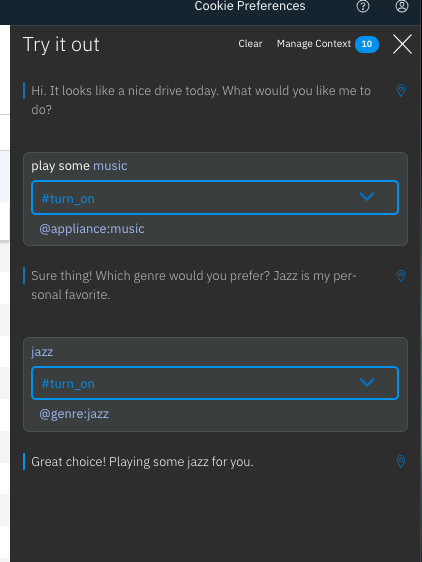 Cookie Preferences
Try it out
Clear
Manage Context
10
Hi. It looks like a nice drive today. What would you like me to
do?
play some music
#turn_on
@appliance:music
Sure thing! Which genre would you prefer? Jazz is my per-
sonal favorite.
jazz
#turn_on
@genre:jazz
Great choice! Playing some jazz for you.